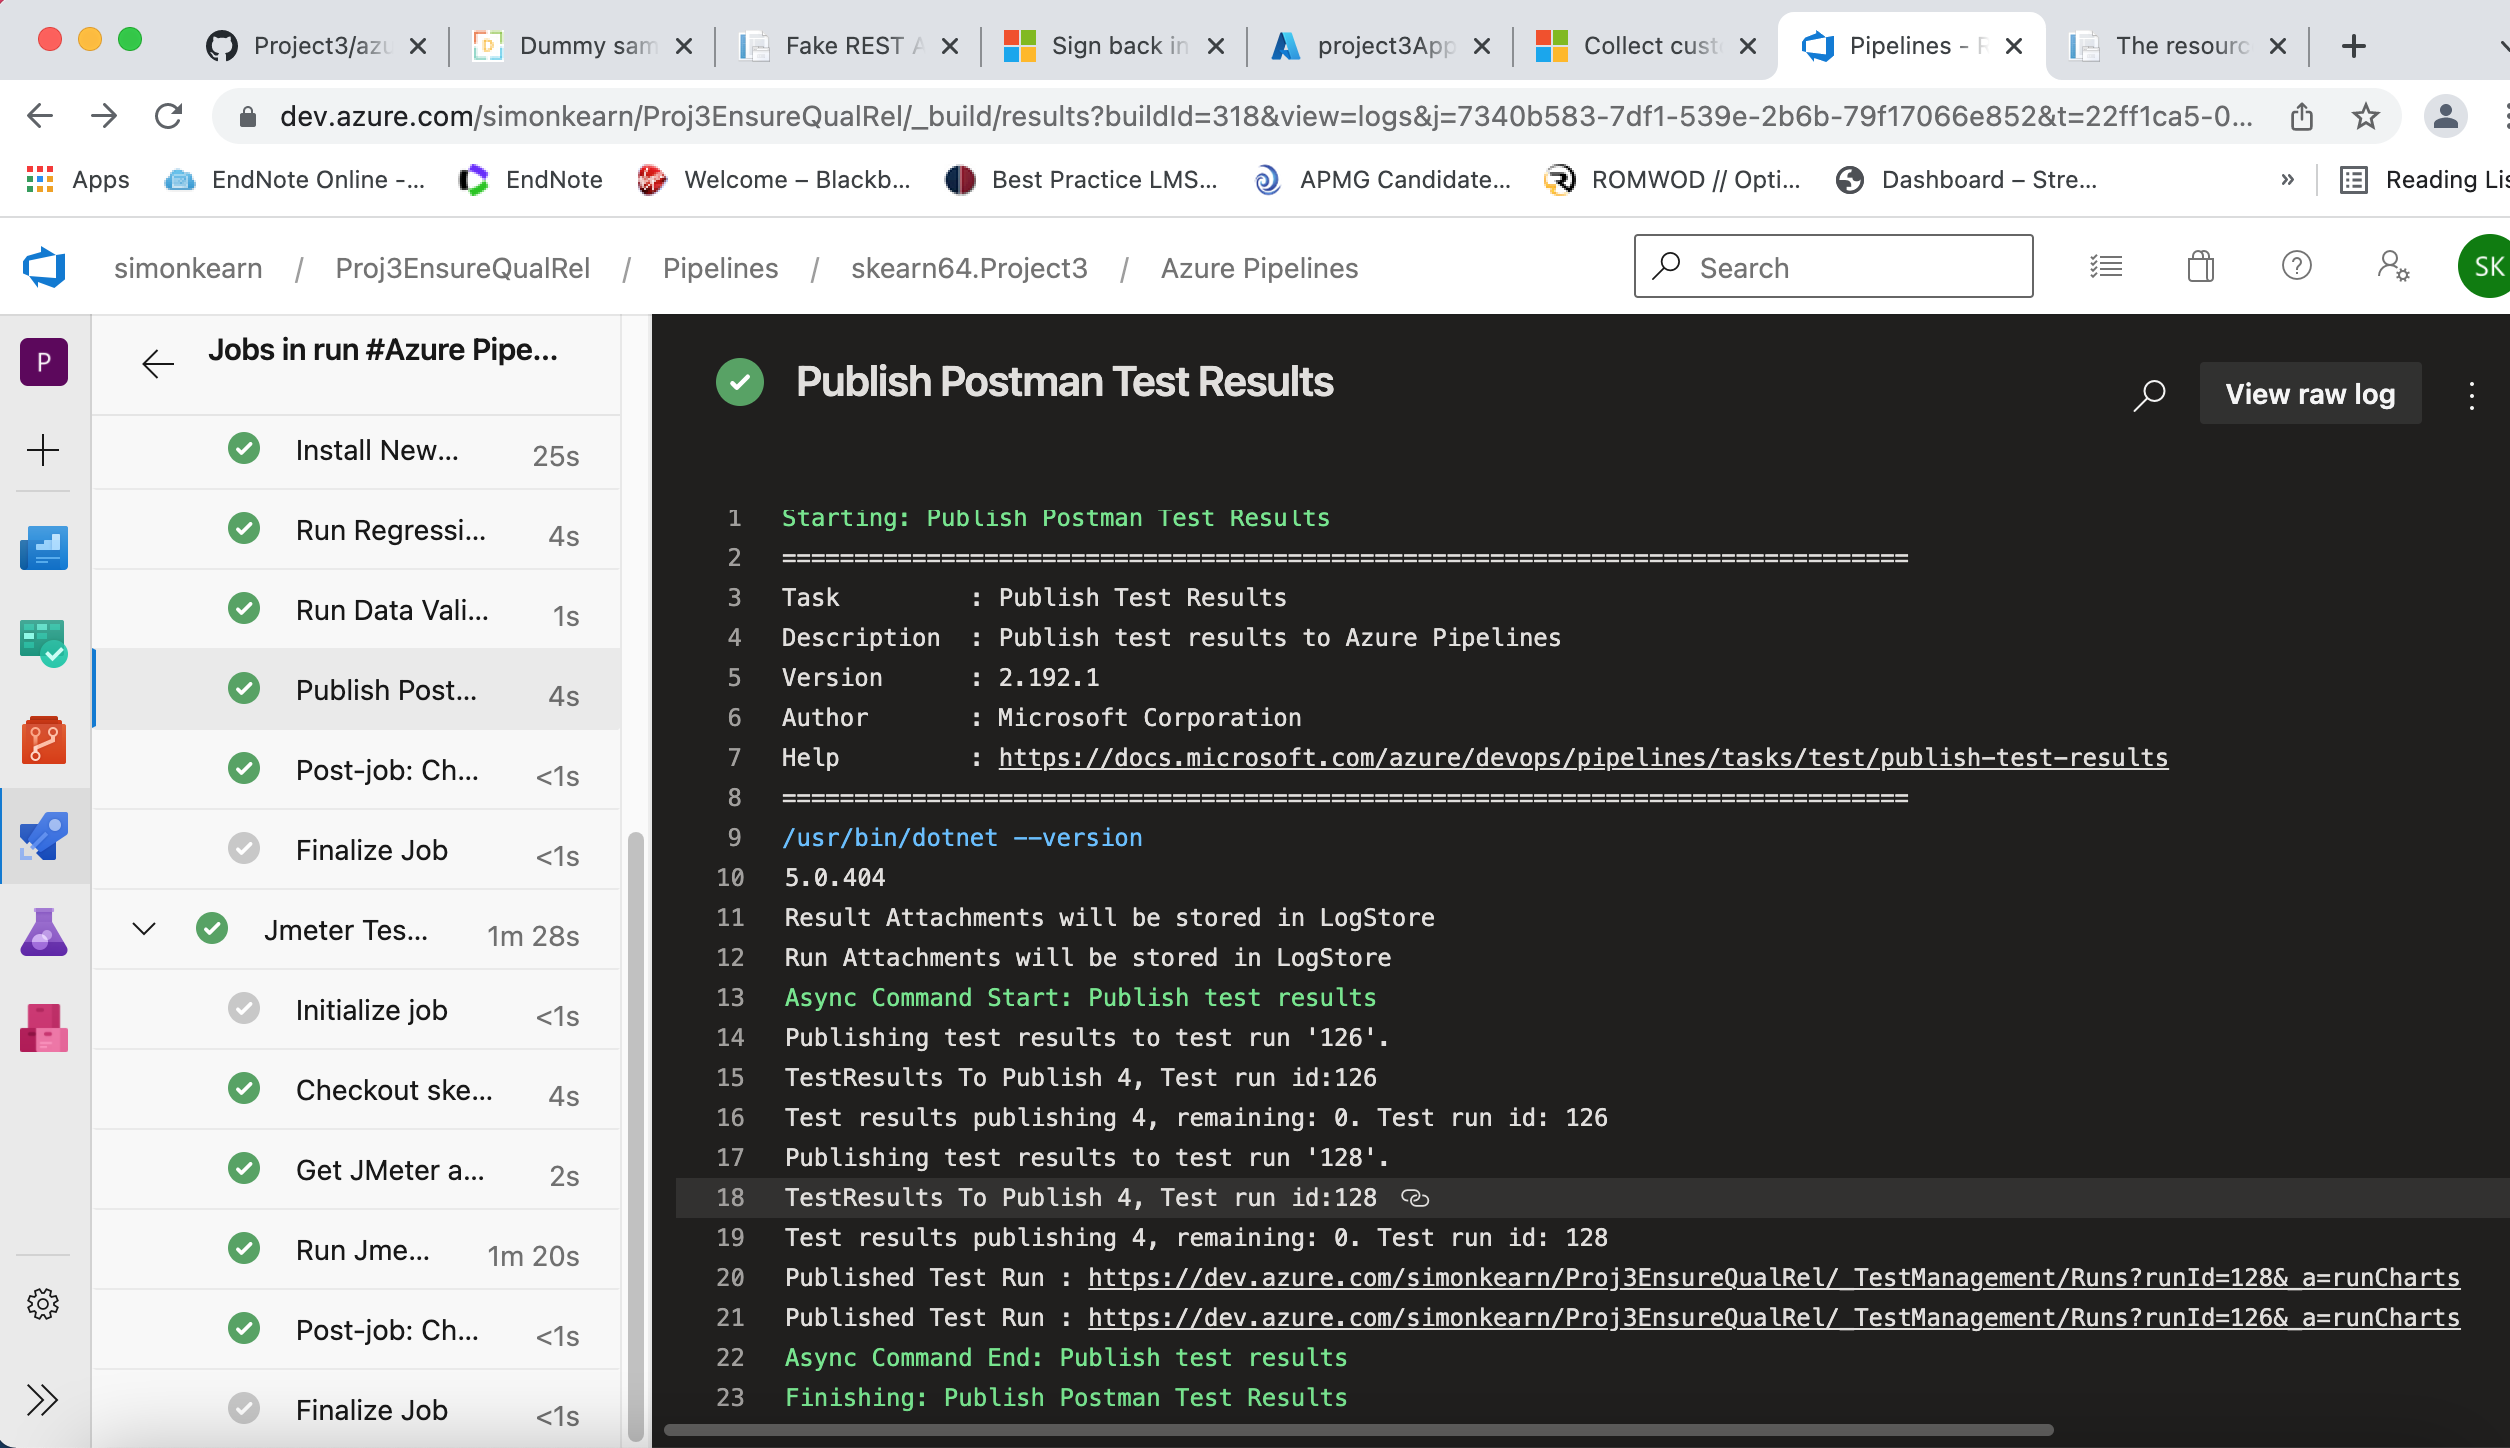 Project3/azu
Dummy sam
Fake REST A
Sign back in
project3App
Collect cust
Pipelines - R
The resourc
dev.azure.com/simonkearn/Proj3EnsureQualRel/_build/results?buildId=318&view=logs&j=7340b583-7df1-539e-2b6b-79f17066e852&t=22ff1ca5-0...
Apps
EndNote Online -...
EndNote
Welcome – Blackb...
Best Practice LMS...
APMG Candidate...
ROMWOD // Opti...
Dashboard – Stre...
»
Reading Lis
simonkearn / Proj3EnsureQualRel / Pipelines / skearn64.Project3 / Azure Pipelines
Search
SK
P
Jobs in run #Azure Pipe...
Install New... 25s
Run Regressi... 4s
Run Data Vali... 1s
Publish Post... 4s
Post-job: Ch... <1s
Finalize Job <1s
Jmeter Tes... 1m 28s
Initialize job <1s
Checkout ske... 4s
Get JMeter a... 2s
Run Jme... 1m 20s
Post-job: Ch... <1s
Finalize Job <1s
Publish Postman Test Results
View raw log
1 Starting: Publish Postman Test Results
2 ==============================================================================
3 Task         : Publish Test Results
4 Description  : Publish test results to Azure Pipelines
5 Version      : 2.192.1
6 Author       : Microsoft Corporation
7 Help         : https://docs.microsoft.com/azure/devops/pipelines/tasks/test/publish-test-results
8 ==============================================================================
9 /usr/bin/dotnet --version
10 5.0.404
11 Result Attachments will be stored in LogStore
12 Run Attachments will be stored in LogStore
13 Async Command Start: Publish test results
14 Publishing test results to test run '126'.
15 TestResults To Publish 4, Test run id:126
16 Test results publishing 4, remaining: 0. Test run id: 126
17 Publishing test results to test run '128'.
18 TestResults To Publish 4, Test run id:128
19 Test results publishing 4, remaining: 0. Test run id: 128
20 Published Test Run : https://dev.azure.com/simonkearn/Proj3EnsureQualRel/_TestManagement/Runs?runId=128&_a=runCharts
21 Published Test Run : https://dev.azure.com/simonkearn/Proj3EnsureQualRel/_TestManagement/Runs?runId=126&_a=runCharts
22 Async Command End: Publish test results
23 Finishing: Publish Postman Test Results